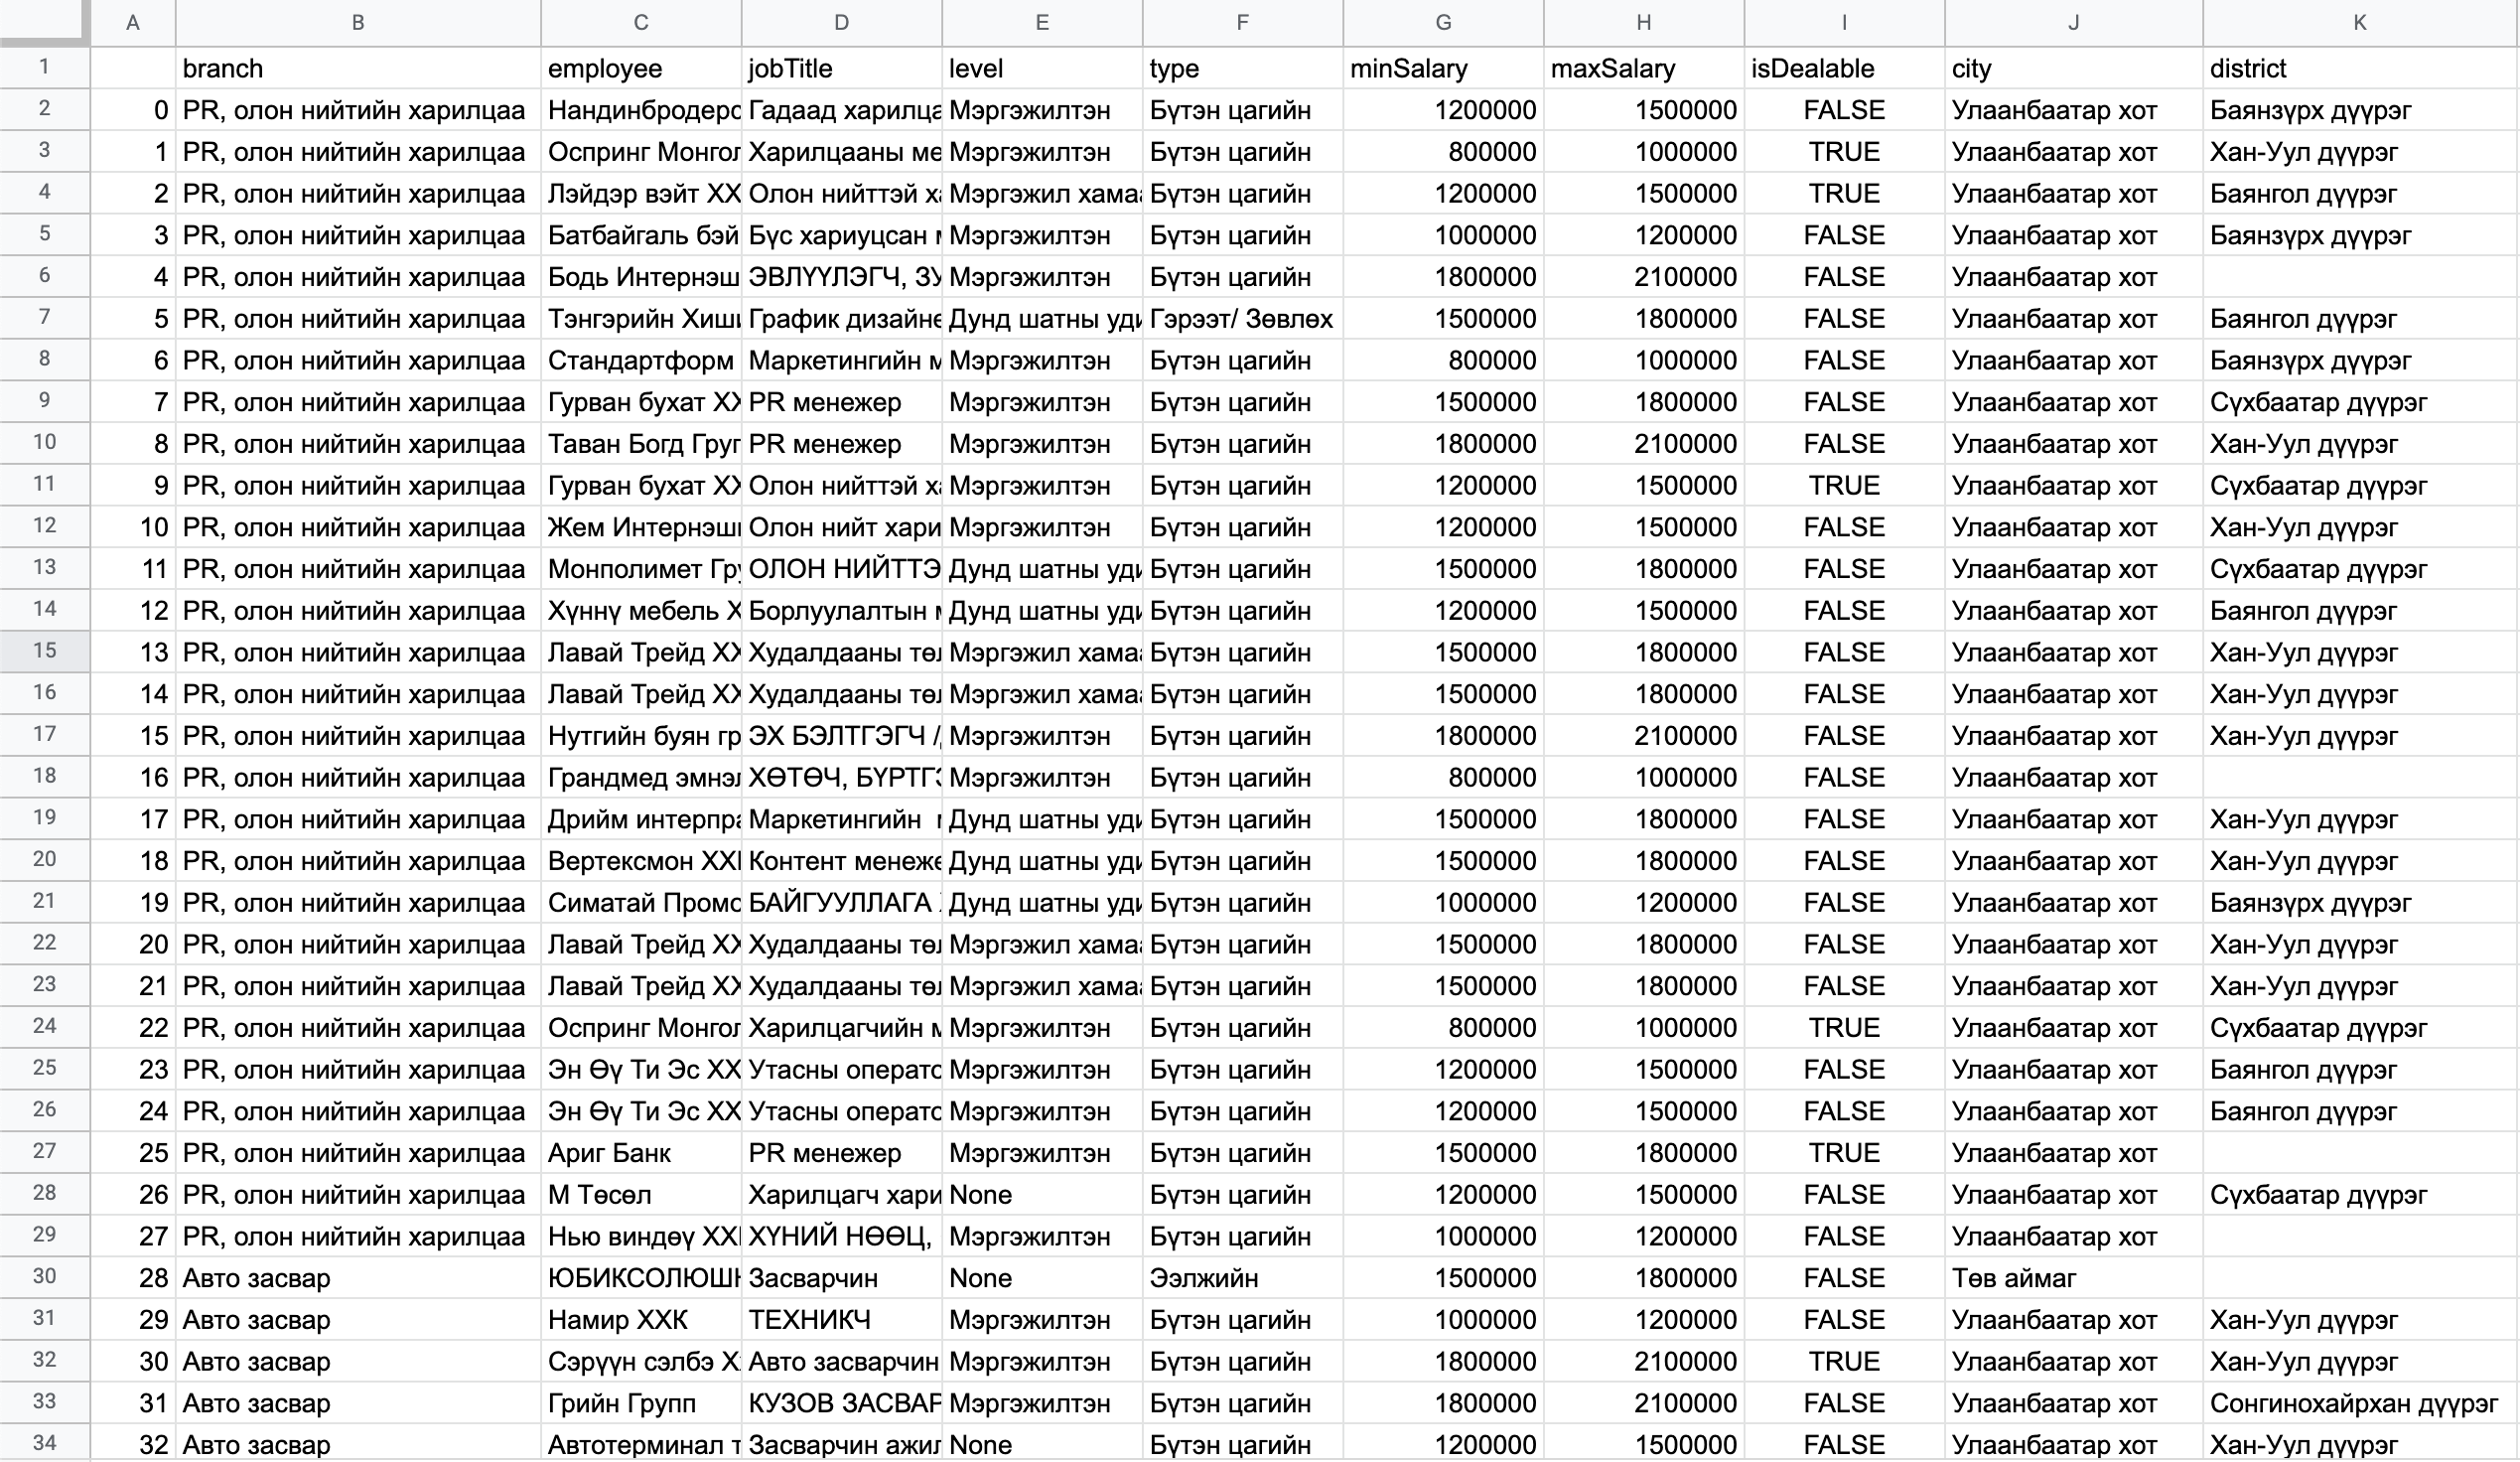 A B C D E F G H I J K
1 branch employee jobTitle level type minSalary maxSalary isDealable city district
2 0 PR, олон нийтийн харилцаа Нандинбродерс Гадаад харилца Мэргэжилтэн Бүтэн цагийн 1200000 1500000 FALSE Улаанбаатар хот Баянзүрх дүүрэг
3 1 PR, олон нийтийн харилцаа Оспринг Монгол Харилцааны ме Мэргэжилтэн Бүтэн цагийн 800000 1000000 TRUE Улаанбаатар хот Хан-Уул дүүрэг
4 2 PR, олон нийтийн харилцаа Лэйдэр вэйт ХХ Олон нийттэй ха Мэргэжил хамаа Бүтэн цагийн 1200000 1500000 TRUE Улаанбаатар хот Баянгол дүүрэг
5 3 PR, олон нийтийн харилцаа Батбайгаль бэй Бүс хариуцсан Мэргэжилтэн Бүтэн цагийн 1000000 1200000 FALSE Улаанбаатар хот Баянзүрх дүүрэг
6 4 PR, олон нийтийн харилцаа Бодь Интернэш ЭВЛҮҮЛЭГЧ, ЗУ Мэргэжилтэн Бүтэн цагийн 1800000 2100000 FALSE Улаанбаатар хот
7 5 PR, олон нийтийн харилцаа Тэнгэрийн Хиши График дизайне Дунд шатны уди Гэрээт/ Зөвлөх 1500000 1800000 FALSE Улаанбаатар хот Баянгол дүүрэг
8 6 PR, олон нийтийн харилцаа Стандартформ Маркетингийн м Мэргэжилтэн Бүтэн цагийн 800000 1000000 FALSE Улаанбаатар хот Баянзүрх дүүрэг
9 7 PR, олон нийтийн харилцаа Гурван бухат ХХ PR менежер Мэргэжилтэн Бүтэн цагийн 1500000 1800000 FALSE Улаанбаатар хот Сүхбаатар дүүрэг
10 8 PR, олон нийтийн харилцаа Таван Богд Груп PR менежер Мэргэжилтэн Бүтэн цагийн 1800000 2100000 FALSE Улаанбаатар хот Хан-Уул дүүрэг
11 9 PR, олон нийтийн харилцаа Гурван бухат ХХ Олон нийттэй ха Мэргэжилтэн Бүтэн цагийн 1200000 1500000 TRUE Улаанбаатар хот Сүхбаатар дүүрэг
12 10 PR, олон нийтийн харилцаа Жем Интернэш Олон нийт хари Мэргэжилтэн Бүтэн цагийн 1200000 1500000 FALSE Улаанбаатар хот Хан-Уул дүүрэг
13 11 PR, олон нийтийн харилцаа Монполимет Гру ОЛОН НИЙТТЭ Дунд шатны уди Бүтэн цагийн 1500000 1800000 FALSE Улаанбаатар хот Сүхбаатар дүүрэг
14 12 PR, олон нийтийн харилцаа Хүннү мебель Х Борлуулалтын Дунд шатны уди Бүтэн цагийн 1200000 1500000 FALSE Улаанбаатар хот Баянгол дүүрэг
15 13 PR, олон нийтийн харилцаа Лавай Трейд ХХ Худалдааны төл Мэргэжил хамаа Бүтэн цагийн 1500000 1800000 FALSE Улаанбаатар хот Хан-Уул дүүрэг
16 14 PR, олон нийтийн харилцаа Лавай Трейд ХХ Худалдааны төл Мэргэжил хамаа Бүтэн цагийн 1500000 1800000 FALSE Улаанбаатар хот Хан-Уул дүүрэг
17 15 PR, олон нийтийн харилцаа Нутгийн буян гр ЭХ БЭЛТГЭГЧ / Мэргэжилтэн Бүтэн цагийн 1800000 2100000 FALSE Улаанбаатар хот Хан-Уул дүүрэг
18 16 PR, олон нийтийн харилцаа Грандмед эмнэл ХӨТӨЧ, БҮРТГЭ Мэргэжилтэн Бүтэн цагийн 800000 1000000 FALSE Улаанбаатар хот
19 17 PR, олон нийтийн харилцаа Дрийм интерпра Маркетингийн Дунд шатны уди Бүтэн цагийн 1500000 1800000 FALSE Улаанбаатар хот Хан-Уул дүүрэг
20 18 PR, олон нийтийн харилцаа Вертексмон ХХ Контент менеже Дунд шатны уди Бүтэн цагийн 1500000 1800000 FALSE Улаанбаатар хот Хан-Уул дүүрэг
21 19 PR, олон нийтийн харилцаа Симатай Промо БАЙГУУЛЛАГА Дунд шатны уди Бүтэн цагийн 1000000 1200000 FALSE Улаанбаатар хот Баянзүрх дүүрэг
22 20 PR, олон нийтийн харилцаа Лавай Трейд ХХ Худалдааны төл Мэргэжил хамаа Бүтэн цагийн 1500000 1800000 FALSE Улаанбаатар хот Хан-Уул дүүрэг
23 21 PR, олон нийтийн харилцаа Лавай Трейд ХХ Худалдааны төл Мэргэжил хамаа Бүтэн цагийн 1500000 1800000 FALSE Улаанбаатар хот Хан-Уул дүүрэг
24 22 PR, олон нийтийн харилцаа Оспринг Монгол Харилцагчийн м Мэргэжилтэн Бүтэн цагийн 800000 1000000 TRUE Улаанбаатар хот Сүхбаатар дүүрэг
25 23 PR, олон нийтийн харилцаа Эн Өү Ти Эс ХХ Утасны операто Мэргэжилтэн Бүтэн цагийн 1200000 1500000 FALSE Улаанбаатар хот Баянгол дүүрэг
26 24 PR, олон нийтийн харилцаа Эн Өү Ти Эс ХХ Утасны операто Мэргэжилтэн Бүтэн цагийн 1200000 1500000 FALSE Улаанбаатар хот Баянгол дүүрэг
27 25 PR, олон нийтийн харилцаа Ариг Банк PR менежер Мэргэжилтэн Бүтэн цагийн 1500000 1800000 TRUE Улаанбаатар хот
28 26 PR, олон нийтийн харилцаа М Төсөл Харилцагч хари None Бүтэн цагийн 1200000 1500000 FALSE Улаанбаатар хот Сүхбаатар дүүрэг
29 27 PR, олон нийтийн харилцаа Нью виндөү ХХ ХҮНИЙ НӨӨЦ, Мэргэжилтэн Бүтэн цагийн 1000000 1200000 FALSE Улаанбаатар хот
30 28 Авто засвар ЮБИКСОЛЮШН Засварчин None Ээлжийн 1500000 1800000 FALSE Төв аймаг
31 29 Авто засвар Намир ХХК ТЕХНИКЧ Мэргэжилтэн Бүтэн цагийн 1000000 1200000 FALSE Улаанбаатар хот Хан-Уул дүүрэг
32 30 Авто засвар Сэрүүн сэлбэ Х Авто засварчин Мэргэжилтэн Бүтэн цагийн 1800000 2100000 TRUE Улаанбаатар хот Хан-Уул дүүрэг
33 31 Авто засвар Грийн Групп КУЗОВ ЗАСВАР Мэргэжилтэн Бүтэн цагийн 1800000 2100000 FALSE Улаанбаатар хот Сонгинохайрхан дүүрэг
34 32 Авто засвар Автотерминал т Засварчин ажил None Бүтэн цагийн 1200000 1500000 FALSE Улаанбаатар хот Хан-Уул дүүрэг